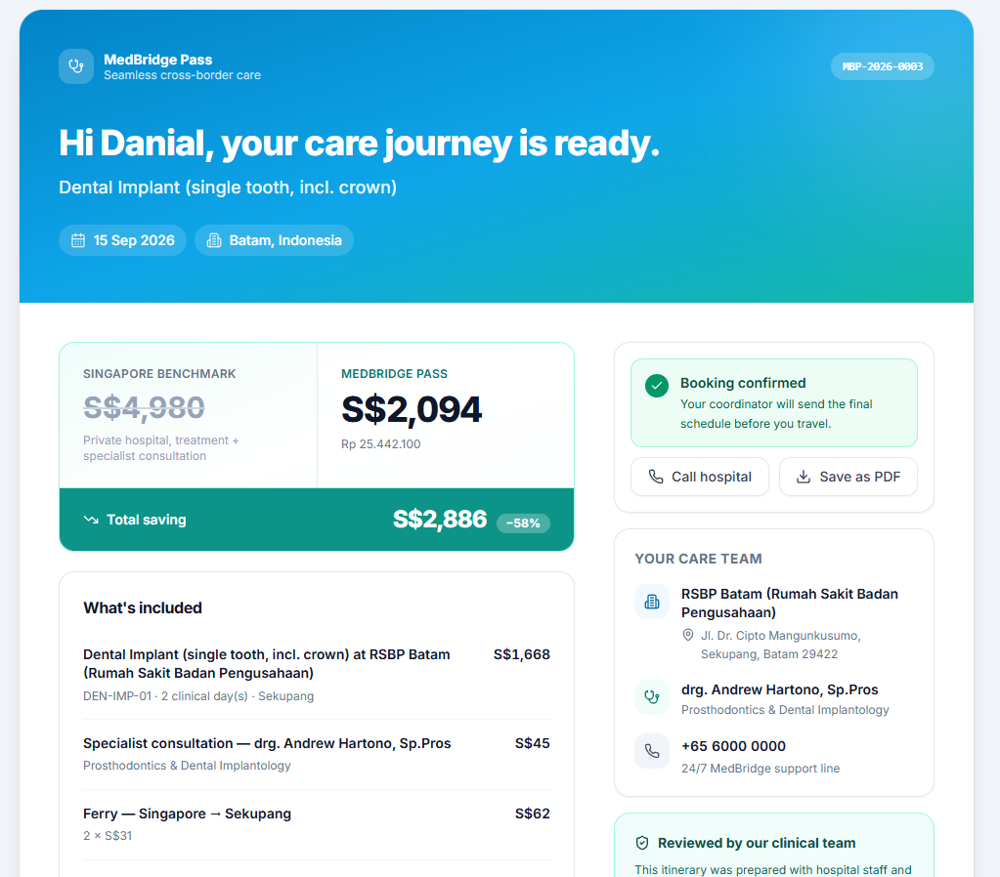 MedBridge Pass
Seamless cross-border care
MBP-2026-0003
Hi Danial, your care journey is ready.
Dental Implant (single tooth, incl. crown)
15 Sep 2026
Batam, Indonesia
SINGAPORE BENCHMARK
S$4,980
Private hospital, treatment +
specialist consultation
MEDBRIDGE PASS
S$2,094
Rp 25.442.100
Total saving
S$2,886
−58%
What's included
Dental Implant (single tooth, incl. crown) at RSBP Batam
(Rumah Sakit Badan Pengusahaan)
S$1,668
DEN-IMP-01 · 2 clinical day(s) · Sekupang
Specialist consultation — drg. Andrew Hartono, Sp.Pros
S$45
Prosthodontics & Dental Implantology
Ferry — Singapore → Sekupang
S$62
2 × S$31
Booking confirmed
Your coordinator will send the final
schedule before you travel.
Call hospital
Save as PDF
YOUR CARE TEAM
RSBP Batam (Rumah Sakit Badan
Pengusahaan)
Jl. Dr. Cipto Mangunkusumo,
Sekupang, Batam 29422
drg. Andrew Hartono, Sp.Pros
Prosthodontics & Dental Implantology
+65 6000 0000
24/7 MedBridge support line
Reviewed by our clinical team
This itinerary was prepared with hospital staff and